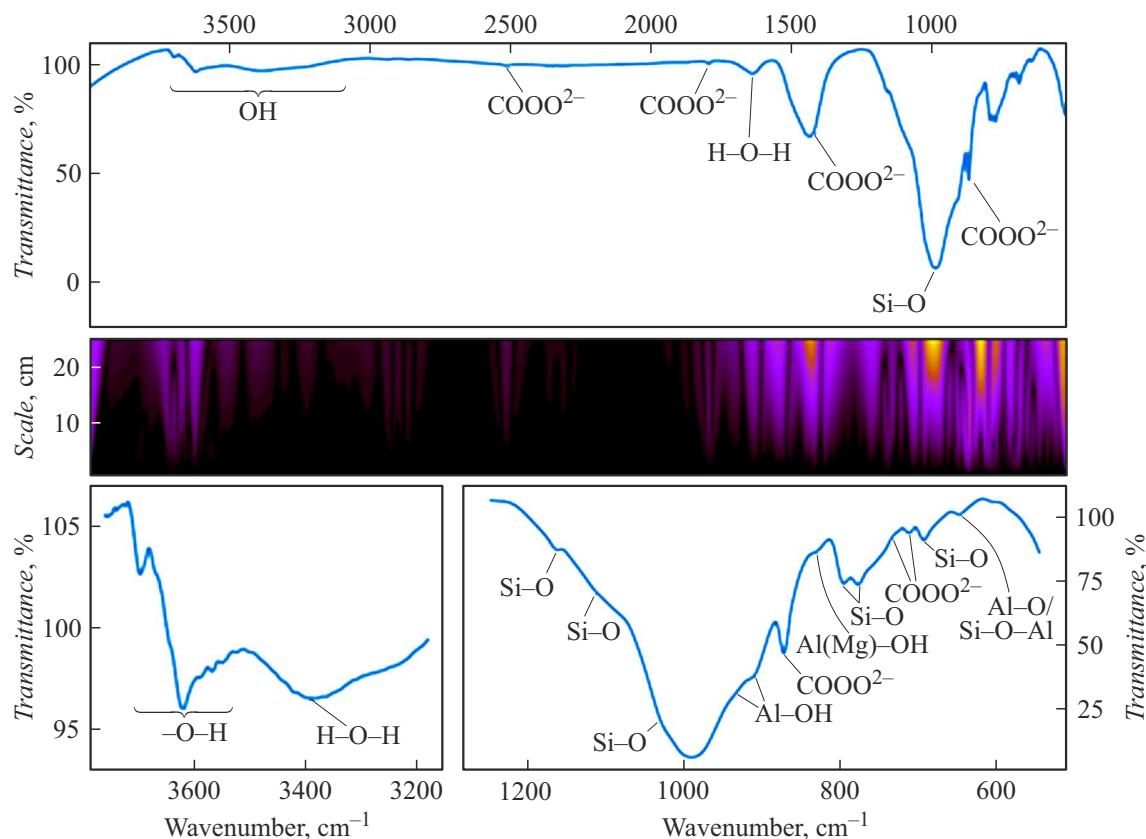 3500 3000 2500 2000 1500 1000
Transmittance, %
100
50
0
OH
COOO²⁻
COOO²⁻
H–O–H
COOO²⁻
COOO²⁻
Si–O
Scale, cm
20
10
Transmittance, %
105
100
95
–O–H
H–O–H
3600 3400 3200
Wavenumber, cm⁻¹
Si–O
Si–O
Si–O
Al–OH
COOO²⁻
Al(Mg)–OH
Si–O
COOO²⁻
Si–O
Al–O/
Si–O–Al
100
75
50
25
Transmittance, %
1200 1000 800 600
Wavenumber, cm⁻¹